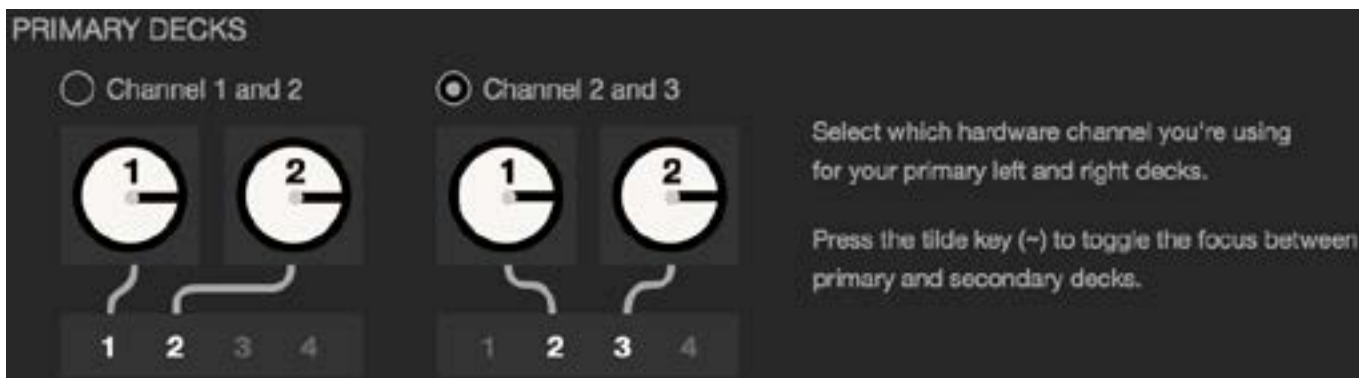 PRIMARY DECKS
Channel 1 and 2
Channel 2 and 3
1 2
1 2
1 2 3 4
1 2 3 4
Select which hardware channel you're using
for your primary left and right decks.
Press the tilde key (~) to toggle the focus between
primary and secondary decks.